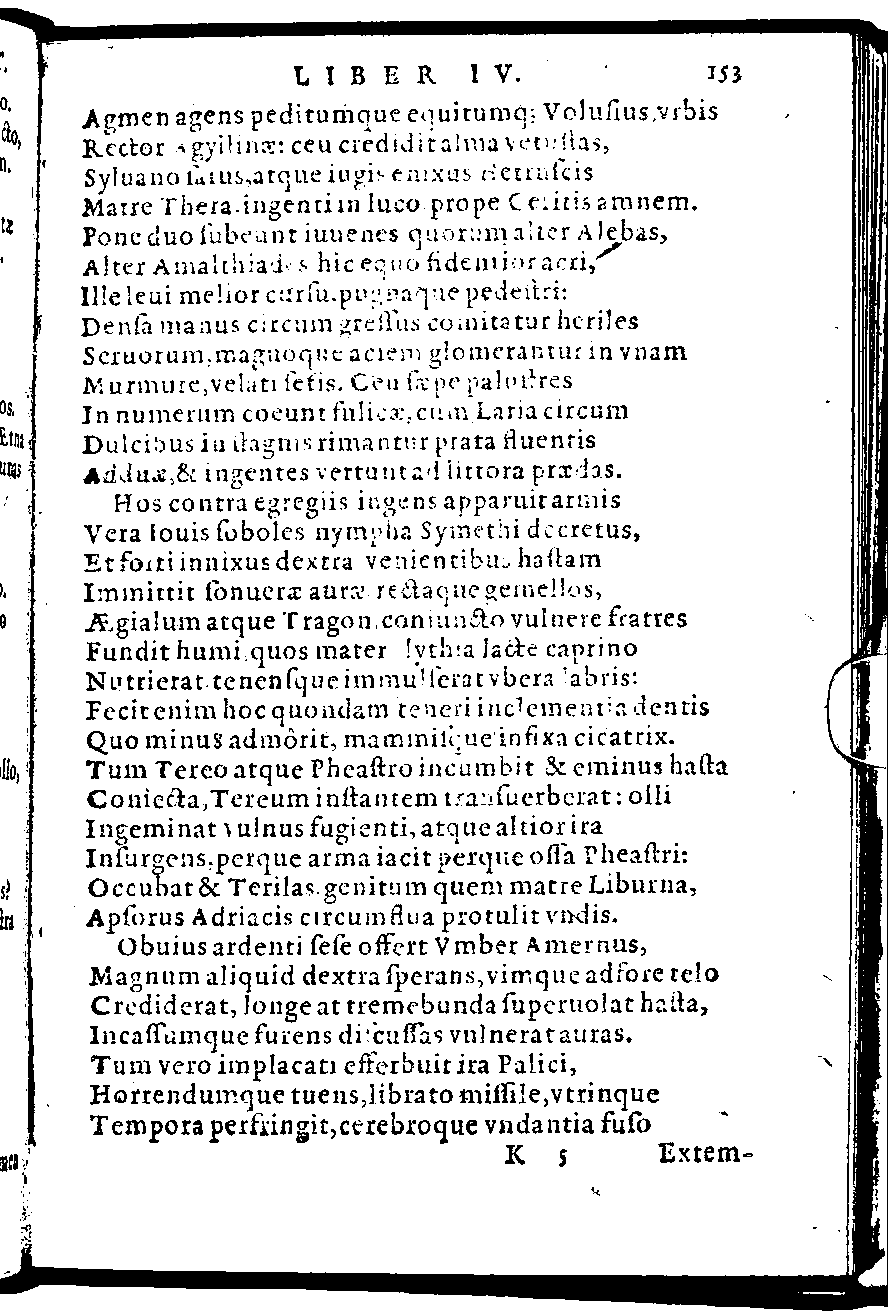 LIBER IV. 153
Agmen agens peditumque equitumq; Voluſius, vrbis
Rector Agyllinæ: ceu credidit alma vetuſtas,
Syluano ſatus, atque iugis enixus Hetruſcis
Matre Thera. ingenti in luco prope Ceritis amnem.
Pone duo ſubeunt iuuenes quorum alter Alebas,
Alter Amalthiades hic equo fidentior acri,
Ille leui melior curſu. pugnaque pedeſtri:
Denſa manus circum greſſus comitatur heriles
Seruorum, magnoque aciem glomerantur in vnam
Murmure, velati ſetis. Ceu ſæpe paluſtres
In numerum coeunt fulicæ, cum Laria circum
Dulcibus in ſtagnis rimantur prata fluentis
Adduæ, & ingentes vertunt ad littora prædas.
Hos contra egregiis ingens apparuit armis
Vera Iouis ſoboles nympha Symethi de cretus,
Et forti innixus dextra venientibus haſtam
Immittit ſonueræ auræ rectaque gemellos,
Ægialum atque Tragon, coniuncto vulnere fratres
Fundit humi, quos mater lythia lacte caprino
Nutrierat. tenenſque immulſerat vbera labris:
Fecit enim hoc quondam teneri inclementia dentis
Quo minus admôrit, mammiſque infixa cicatrix.
Tum Tereo atque Pheaſtro incumbit & eminus haſta
Coniecta, Tereum inſtantem tranſuerberat: olli
Ingeminat vulnus fugienti, atque altior ira
Inſurgens, perque arma iacit perque oſſa Pheaſtri:
Occubat & Terilas. genitum quem matre Liburna,
Apſorus Adriacis circumflua protulit vndis.
Obuius ardenti ſeſe offert Vmber Amernus,
Magnum aliquid dextra ſperans, vimque adfore telo
Crediderat, longe at tremebunda ſuperuolat haſta,
Incaſſumque furens diſcuſſas vulnerat auras.
Tum vero implacati efferbuit ira Palici,
Horrendumque tuens, librato miſſile, vtrinque
Tempora perfringit, cerebroque vndantia fuſo
K 5 Extem-